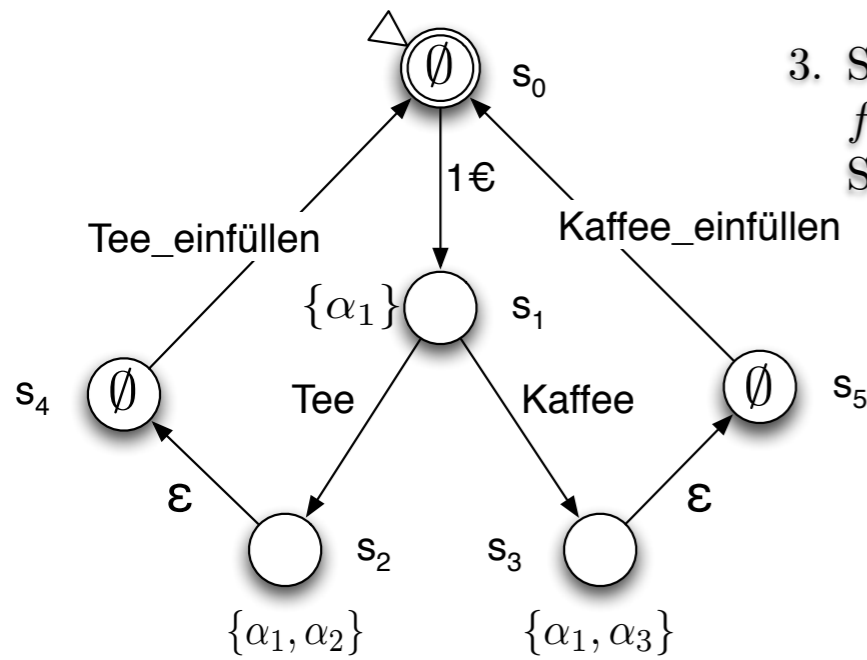 ∅
s₀
3. S
f
S
1€
Tee_einfüllen
Kaffee_einfüllen
{α₁}
s₁
s₄
∅
Tee
Kaffee
∅
s₅
ε
ε
s₂
s₃
{α₁, α₂}
{α₁, α₃}